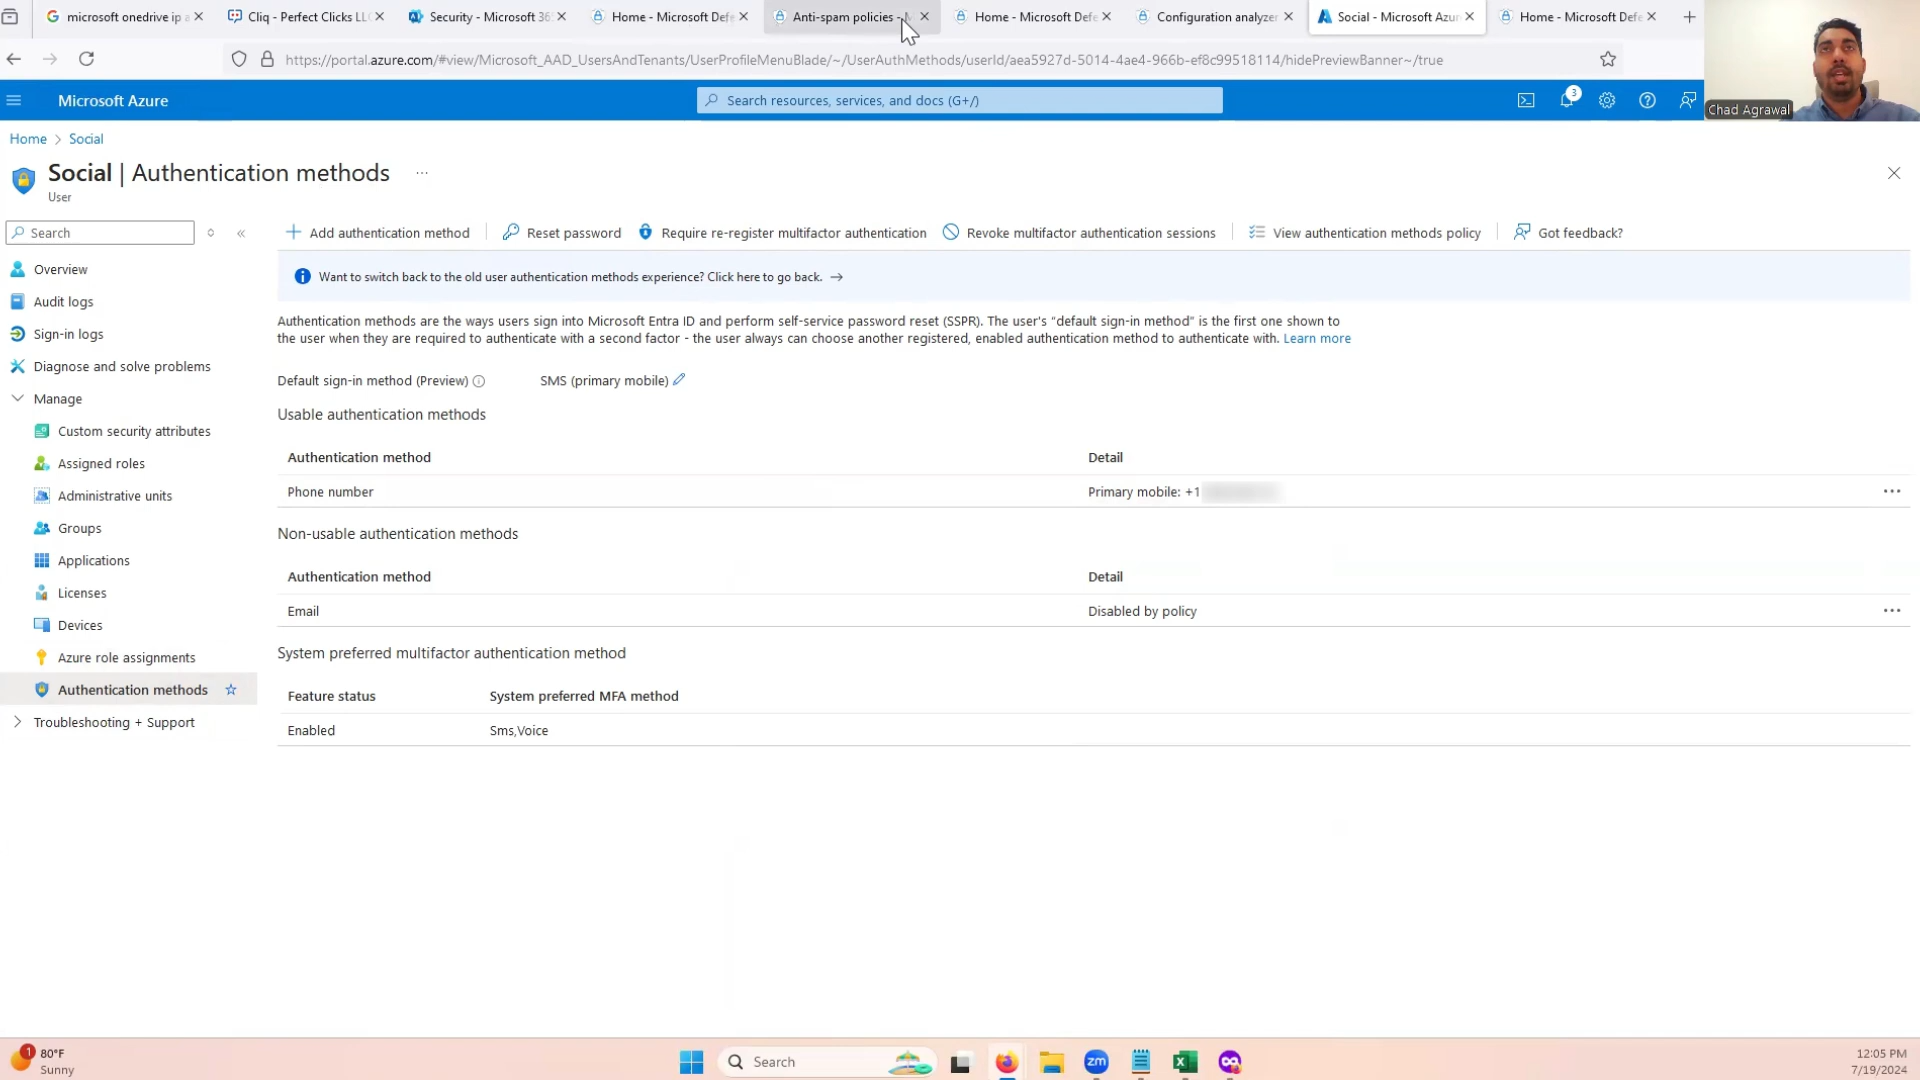 microsoft onedrive ip a
Cliq - Perfect Clicks LLC
Security - Microsoft 36
Home - Microsoft Defe
Anti-spam policies -
Home - Microsoft Defe
Configuration analyzer
Social - Microsoft Azur
Home - Microsoft Defe
https://portal.azure.com/#view/Microsoft_AAD_UsersAndTenants/UserProfileMenuBlade/~/UserAuthMethods/userId/aea5927d-5014-4ae4-966b-ef8c99518114/hidePreviewBanner~/true
Microsoft Azure
Search resources, services, and docs (G+/)
3
Chad Agrawal
Home > Social
Social | Authentication methods ...
User
Search
Add authentication method
Reset password
Require re-register multifactor authentication
Revoke multifactor authentication sessions
View authentication methods policy
Got feedback?
Overview
Audit logs
Sign-in logs
Diagnose and solve problems
Manage
Custom security attributes
Assigned roles
Administrative units
Groups
Applications
Licenses
Devices
Azure role assignments
Authentication methods
Troubleshooting + Support
Want to switch back to the old user authentication methods experience? Click here to go back. →
Authentication methods are the ways users sign into Microsoft Entra ID and perform self-service password reset (SSPR). The user's "default sign-in method" is the first one shown to
the user when they are required to authenticate with a second factor - the user always can choose another registered, enabled authentication method to authenticate with. Learn more
Default sign-in method (Preview)
SMS (primary mobile)
Usable authentication methods
Authentication method
Detail
Phone number
Primary mobile: +1
Non-usable authentication methods
Authentication method
Detail
Email
Disabled by policy
System preferred multifactor authentication method
Feature status
System preferred MFA method
Enabled
Sms,Voice
1
80°F
Sunny
Search
zm
12:05 PM
7/19/2024